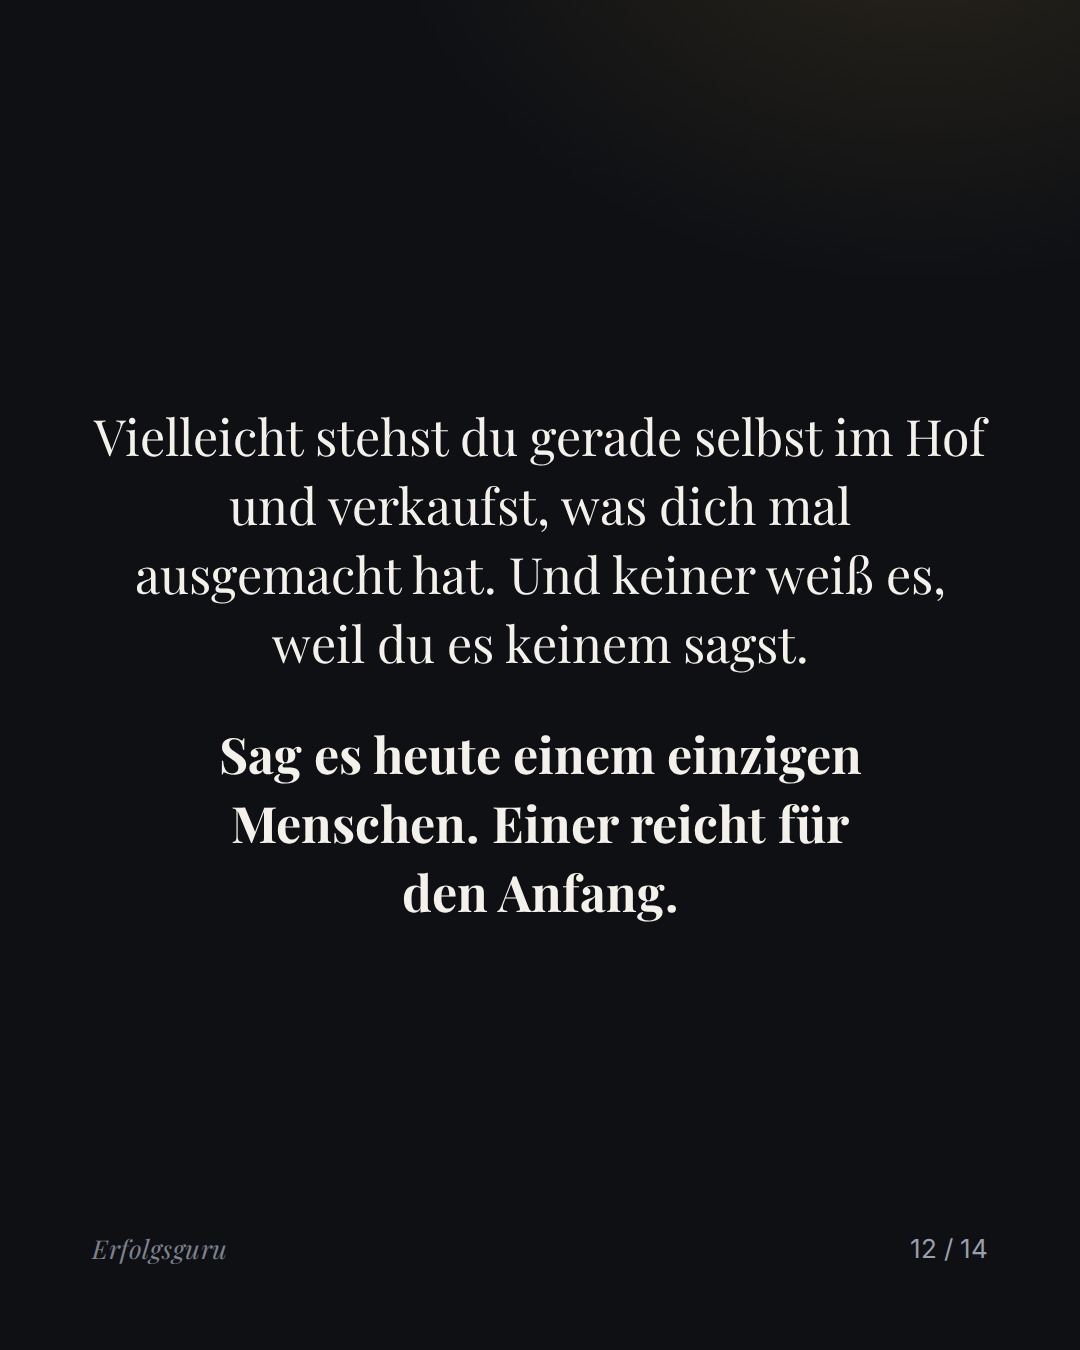 Vielleicht stehst du gerade selbst im Hof
und verkaufst, was dich mal
ausgemacht hat. Und keiner weiß es,
weil du es keinem sagst.
Sag es heute einem einzigen
Menschen. Einer reicht für
den Anfang.
Erfolgsguru
12 / 14